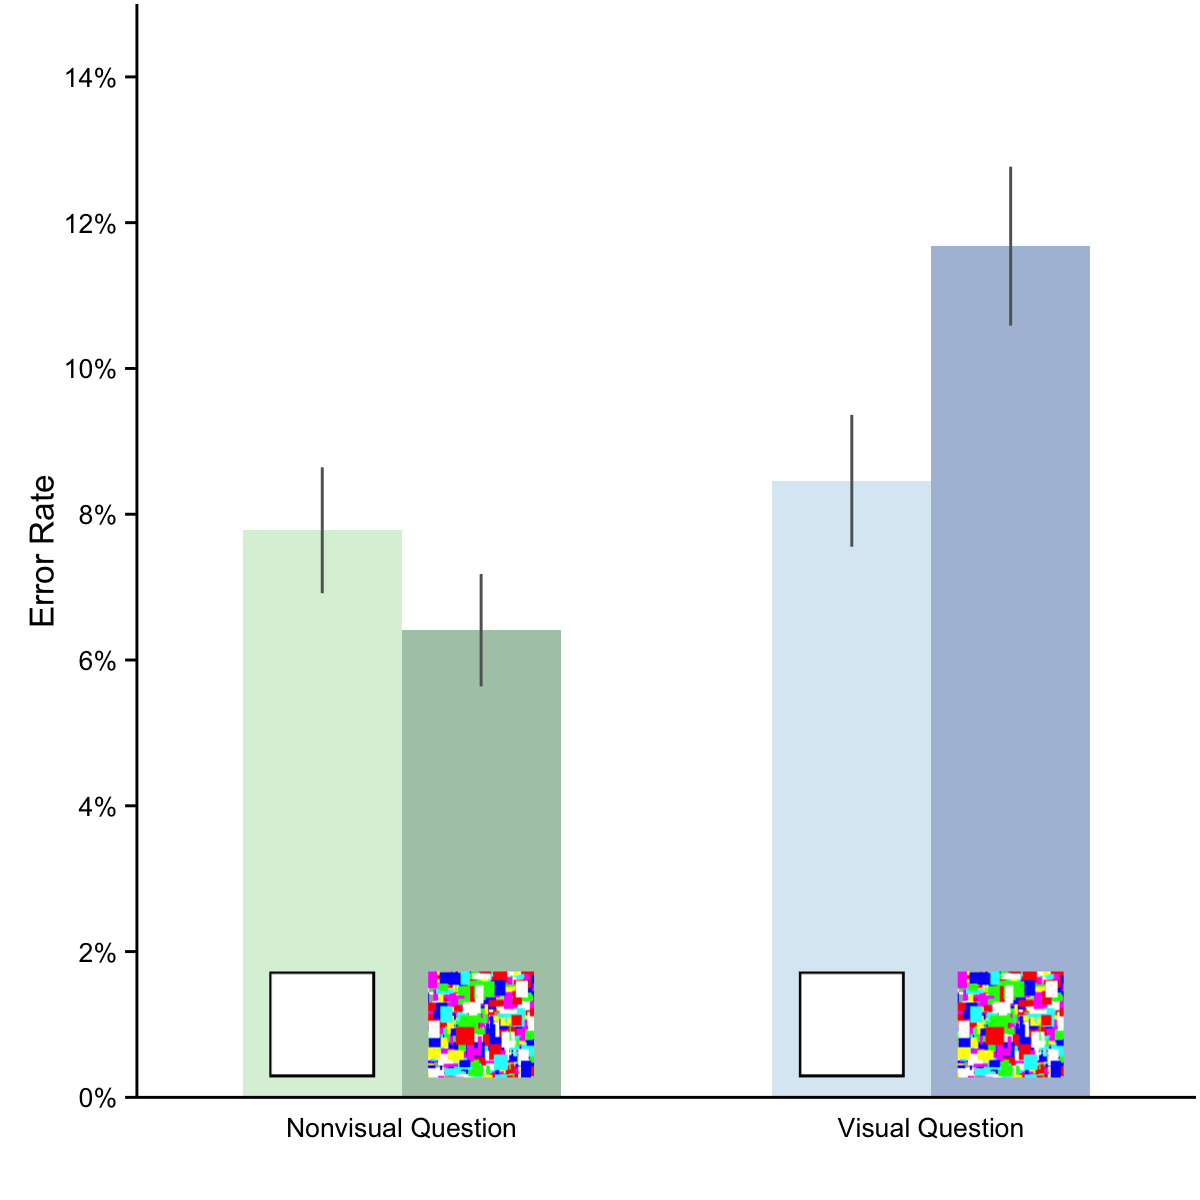 14%
12%
10%
8%
6%
4%
2%
0%
Error Rate
Nonvisual Question
Visual Question